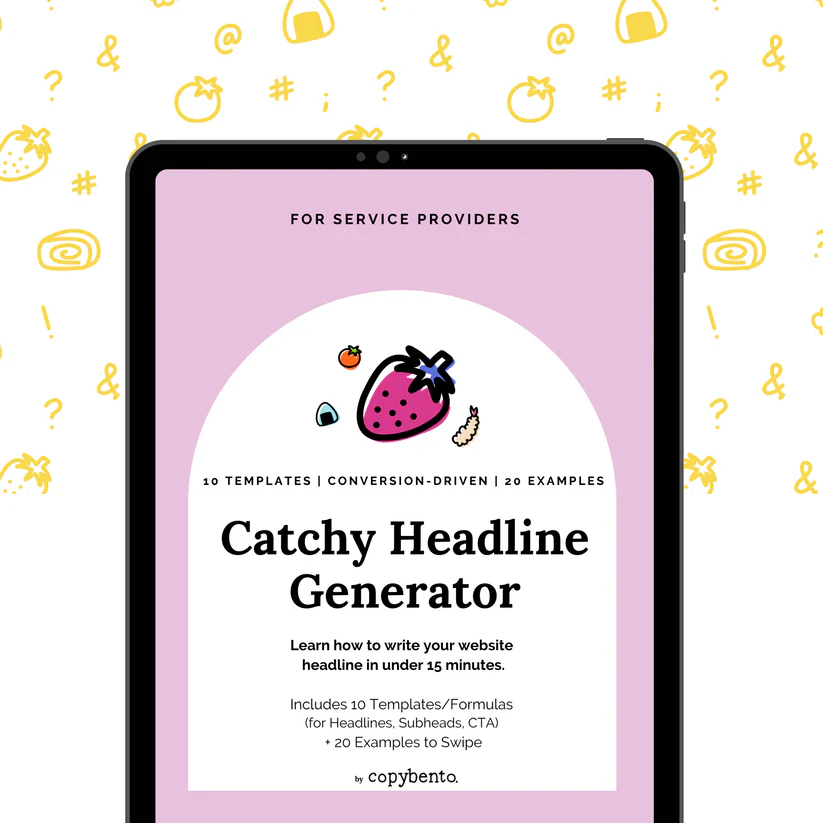 FOR SERVICE PROVIDERS
10 TEMPLATES | CONVERSION-DRIVEN | 20 EXAMPLES
Catchy Headline
Generator
Learn how to write your website
headline in under 15 minutes.
Includes 10 Templates/Formulas
(for Headlines, Subheads, CTA)
+ 20 Examples to Swipe
by copybento.